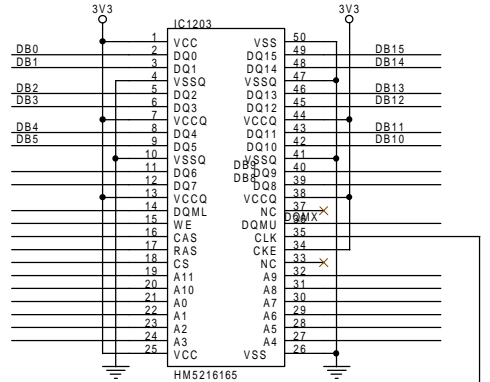 3V3 3V3
IC1203
1 VCC VSS 50
DB0 2 DQ0 DQ15 49 DB15
DB1 3 DQ1 DQ14 48 DB14
4 VSSQ VSSQ 47
DB2 5 DQ2 DQ13 46 DB13
DB3 6 DQ3 DQ12 45 DB12
7 VCCQ VCCQ 44
DB4 8 DQ4 DQ11 43 DB11
DB5 9 DQ5 DQ10 42 DB10
10 VSSQ VSSQ 41
11 DQ6 DB9 DQ9 40
12 DQ7 DB8 DQ8 39
13 VCCQ VCCQ 38
14 DQML NC 37
15 WE DQMU DQMX 36
16 CAS CLK 35
17 RAS CKE 34
18 CS NC 33
19 A11 A9 32
20 A10 A8 31
21 A0 A7 30
22 A1 A6 29
23 A2 A5 28
24 A3 A4 27
25 VCC VSS 26
HM5216165